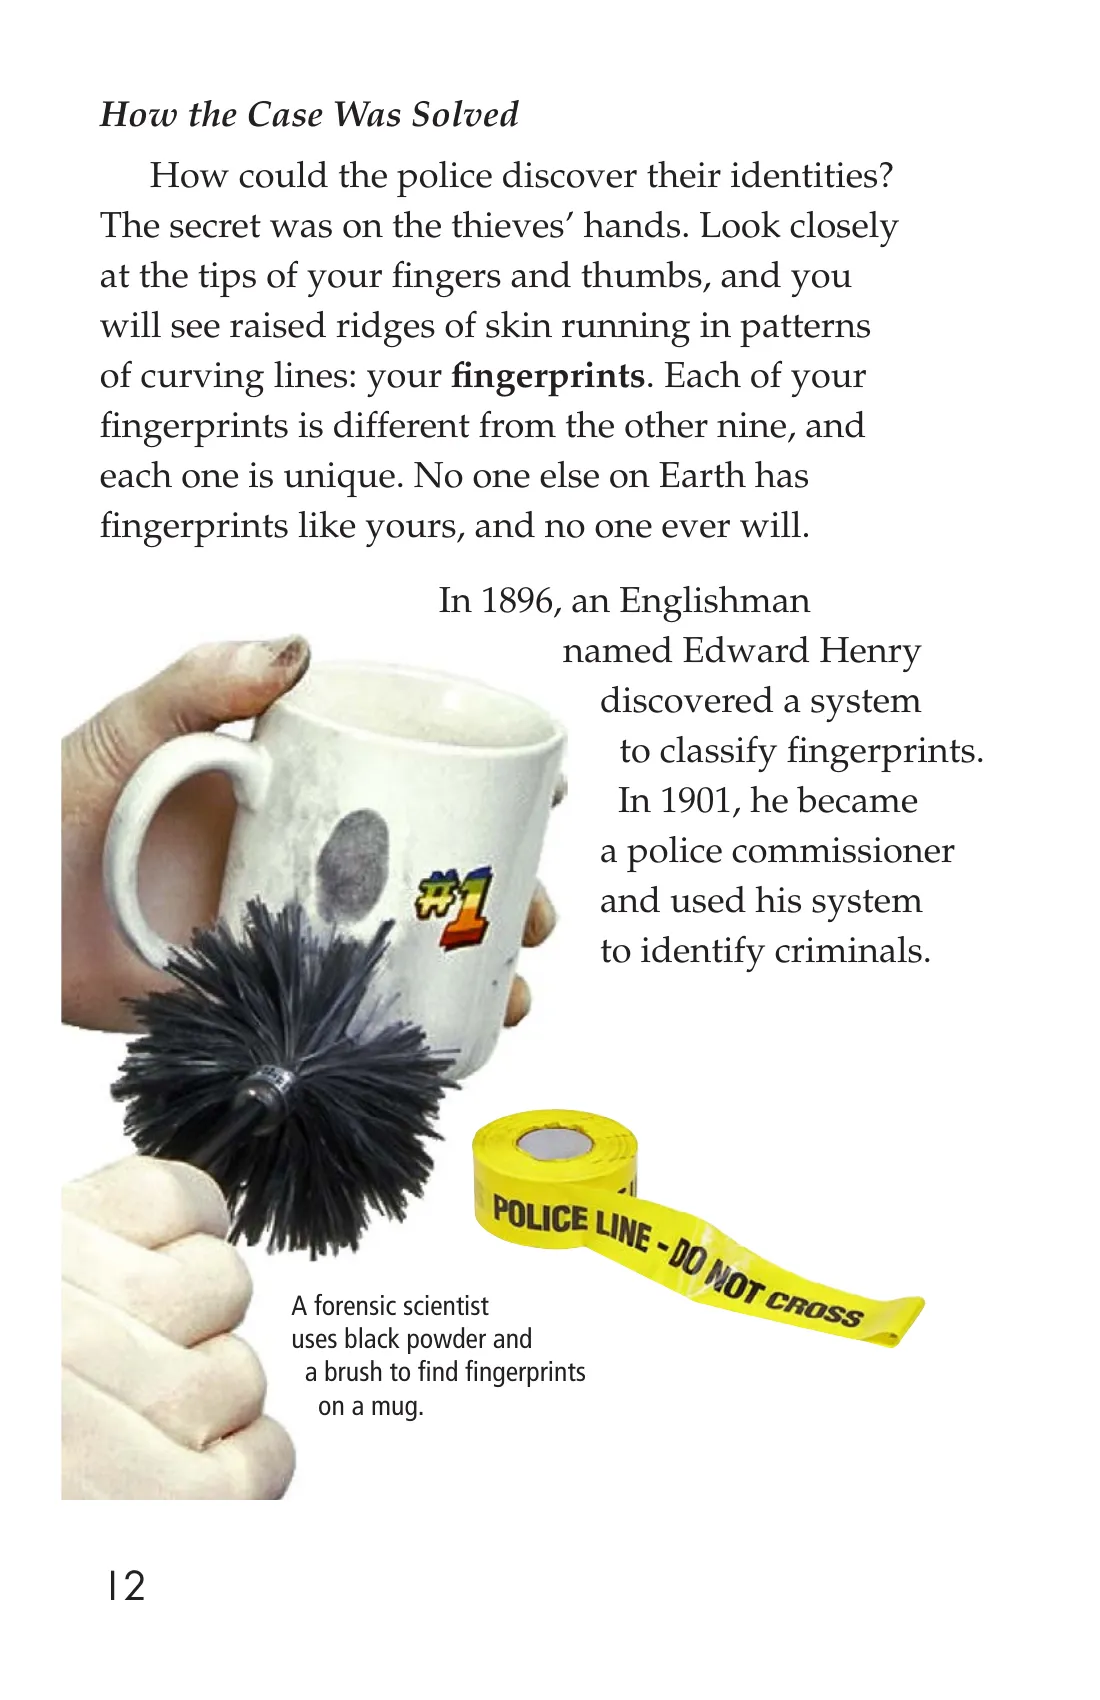 How the Case Was Solved
How could the police discover their identities?
The secret was on the thieves’ hands. Look closely
at the tips of your fingers and thumbs, and you
will see raised ridges of skin running in patterns
of curving lines: your fingerprints. Each of your
fingerprints is different from the other nine, and
each one is unique. No one else on Earth has
fingerprints like yours, and no one ever will.
In 1896, an Englishman
named Edward Henry
discovered a system
to classify fingerprints.
In 1901, he became
a police commissioner
and used his system
to identify criminals.
#1
POLICE LINE - DO NOT CROSS
A forensic scientist
uses black powder and
a brush to find fingerprints
on a mug.
12